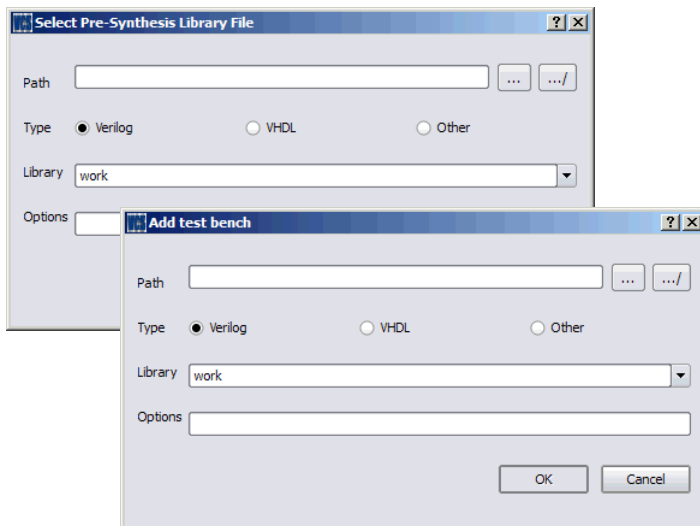 Select Pre-Synthesis Library File
Path ... .../
Type Verilog VHDL Other
Library work
Options
Add test bench
Path ... .../
Type Verilog VHDL Other
Library work
Options
OK Cancel